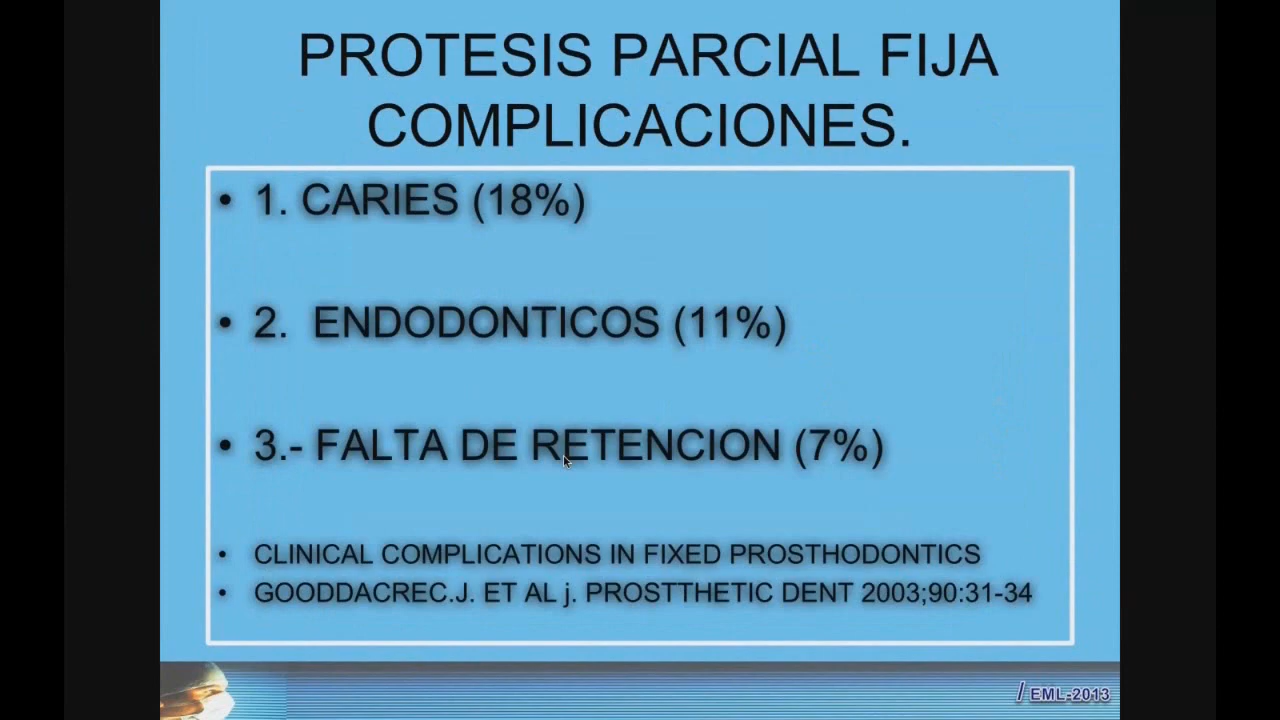 PROTESIS PARCIAL FIJA
COMPLICACIONES.
• 1. CARIES (18%)
• 2. ENDODONTICOS (11%)
• 3.- FALTA DE RETENCION (7%)
• CLINICAL COMPLICATIONS IN FIXED PROSTHODONTICS
• GOODDACREC.J. ET AL j. PROSTTHETIC DENT 2003;90:31-34
/ EML-2013